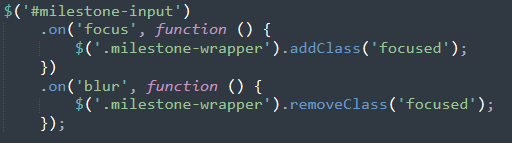 $('#milestone-input')
    .on('focus', function () {
        $('.milestone-wrapper').addClass('focused');
    })
    .on('blur', function () {
        $('.milestone-wrapper').removeClass('focused');
    });